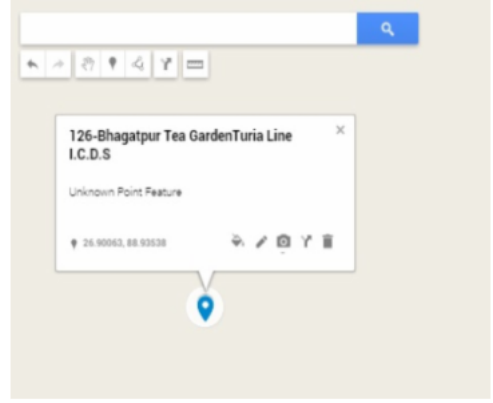 126-Bhagatpur Tea GardenTuria Line
I.C.D.S
Unknown Point Feature
26.90063, 88.93538